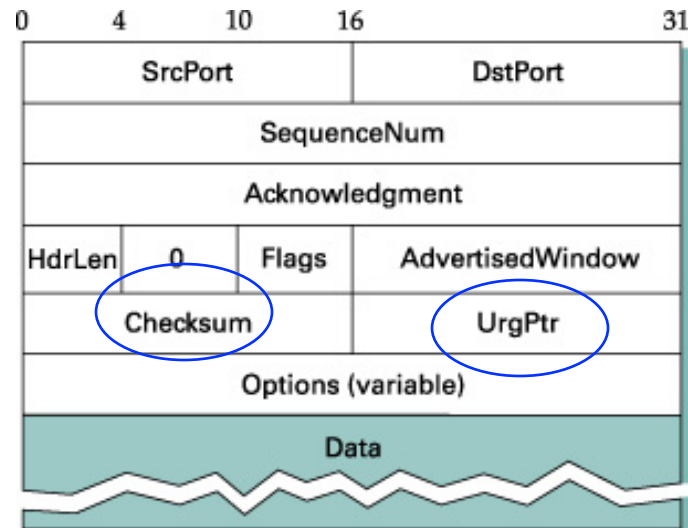 0 4 10 16 31
SrcPort DstPort
SequenceNum
Acknowledgment
HdrLen 0 Flags AdvertisedWindow
Checksum UrgPtr
Options (variable)
Data